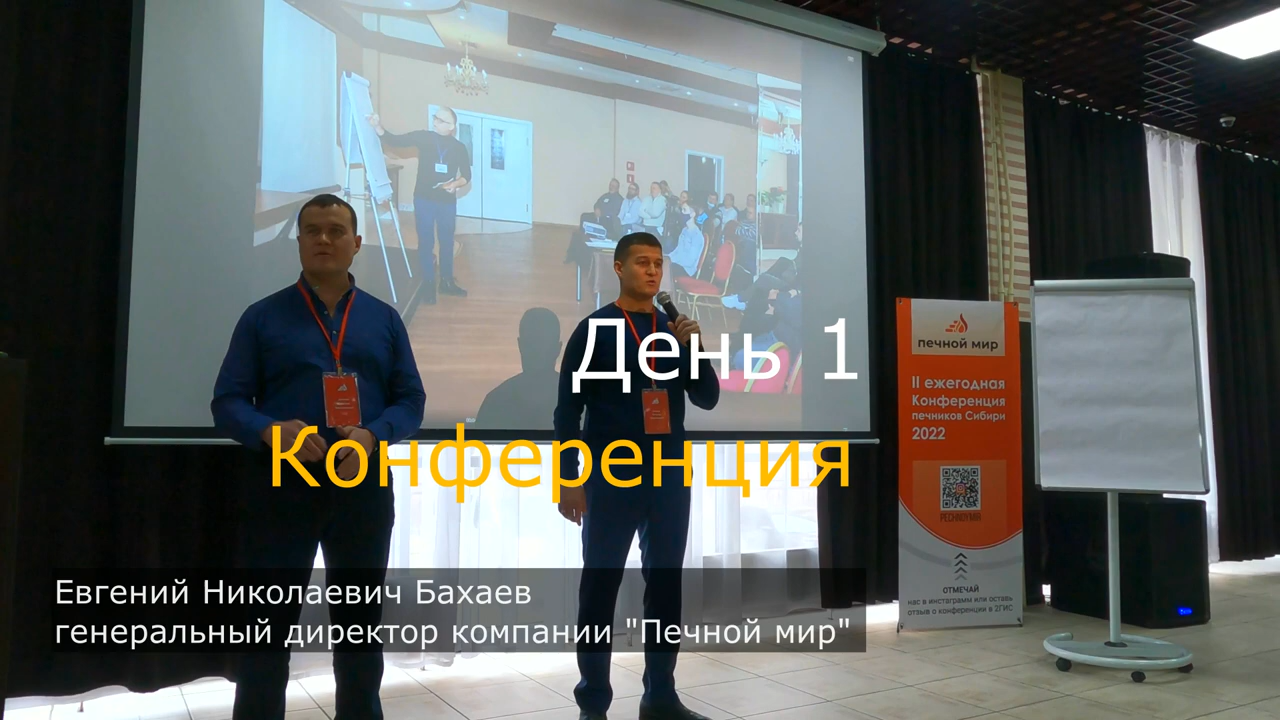 День 1
Конференция
Евгений Николаевич Бахаев
генеральный директор компании "Печной мир"
печной мир
II ежегодная
Конференция
печников Сибири
2022
PECHNOYMIR
ОТМЕЧАЙ
нас в инстаграмм или оставь
отзыв о конференции в 2ГИС